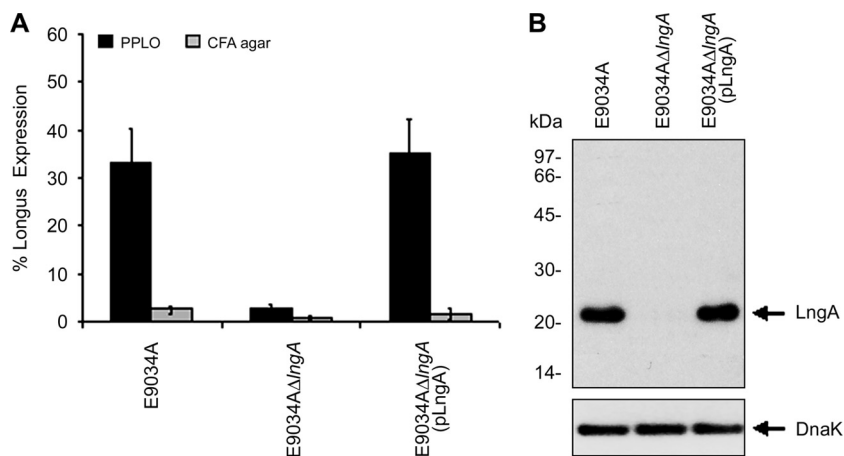 A
PPLO
CFA agar
% Longus Expression
60
50
40
30
20
10
0
E9034A
E9034AΔlngA
E9034AΔlngA
(pLngA)
B
E9034A
E9034AΔlngA
E9034AΔlngA
(pLngA)
kDa
97-
66-
45-
30-
20-
14-
LngA
DnaK